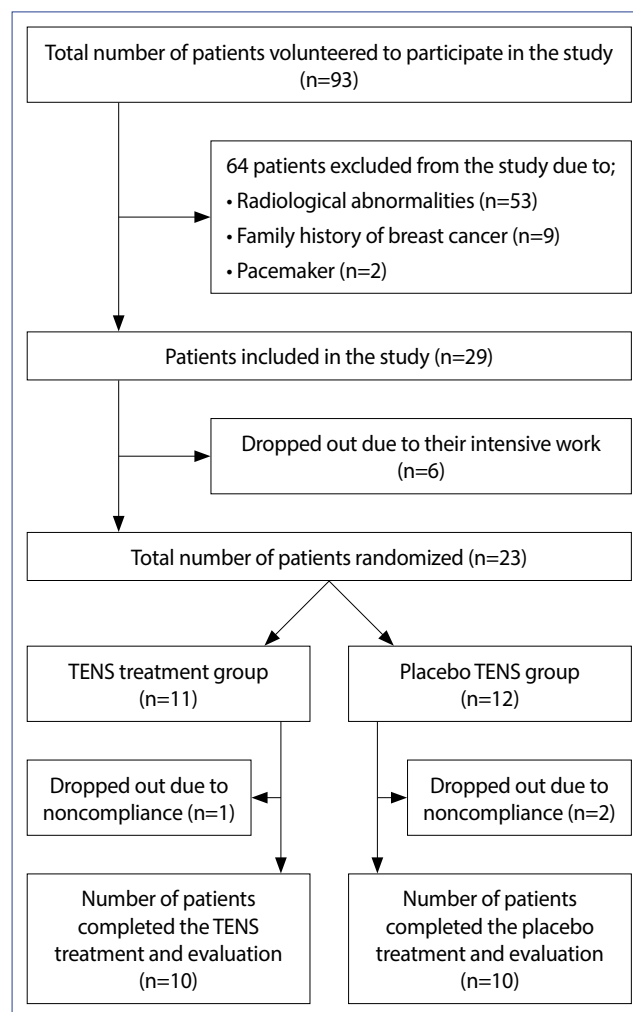 Total number of patients volunteered to participate in the study
(n=93)
64 patients excluded from the study due to;
• Radiological abnormalities (n=53)
• Family history of breast cancer (n=9)
• Pacemaker (n=2)
Patients included in the study (n=29)
Dropped out due to their intensive work
(n=6)
Total number of patients randomized (n=23)
TENS treatment group
(n=11)
Placebo TENS group
(n=12)
Dropped out due to
noncompliance (n=1)
Dropped out due to
noncompliance (n=2)
Number of patients
completed the TENS
treatment and evaluation
(n=10)
Number of patients
completed the placebo
treatment and evaluation
(n=10)